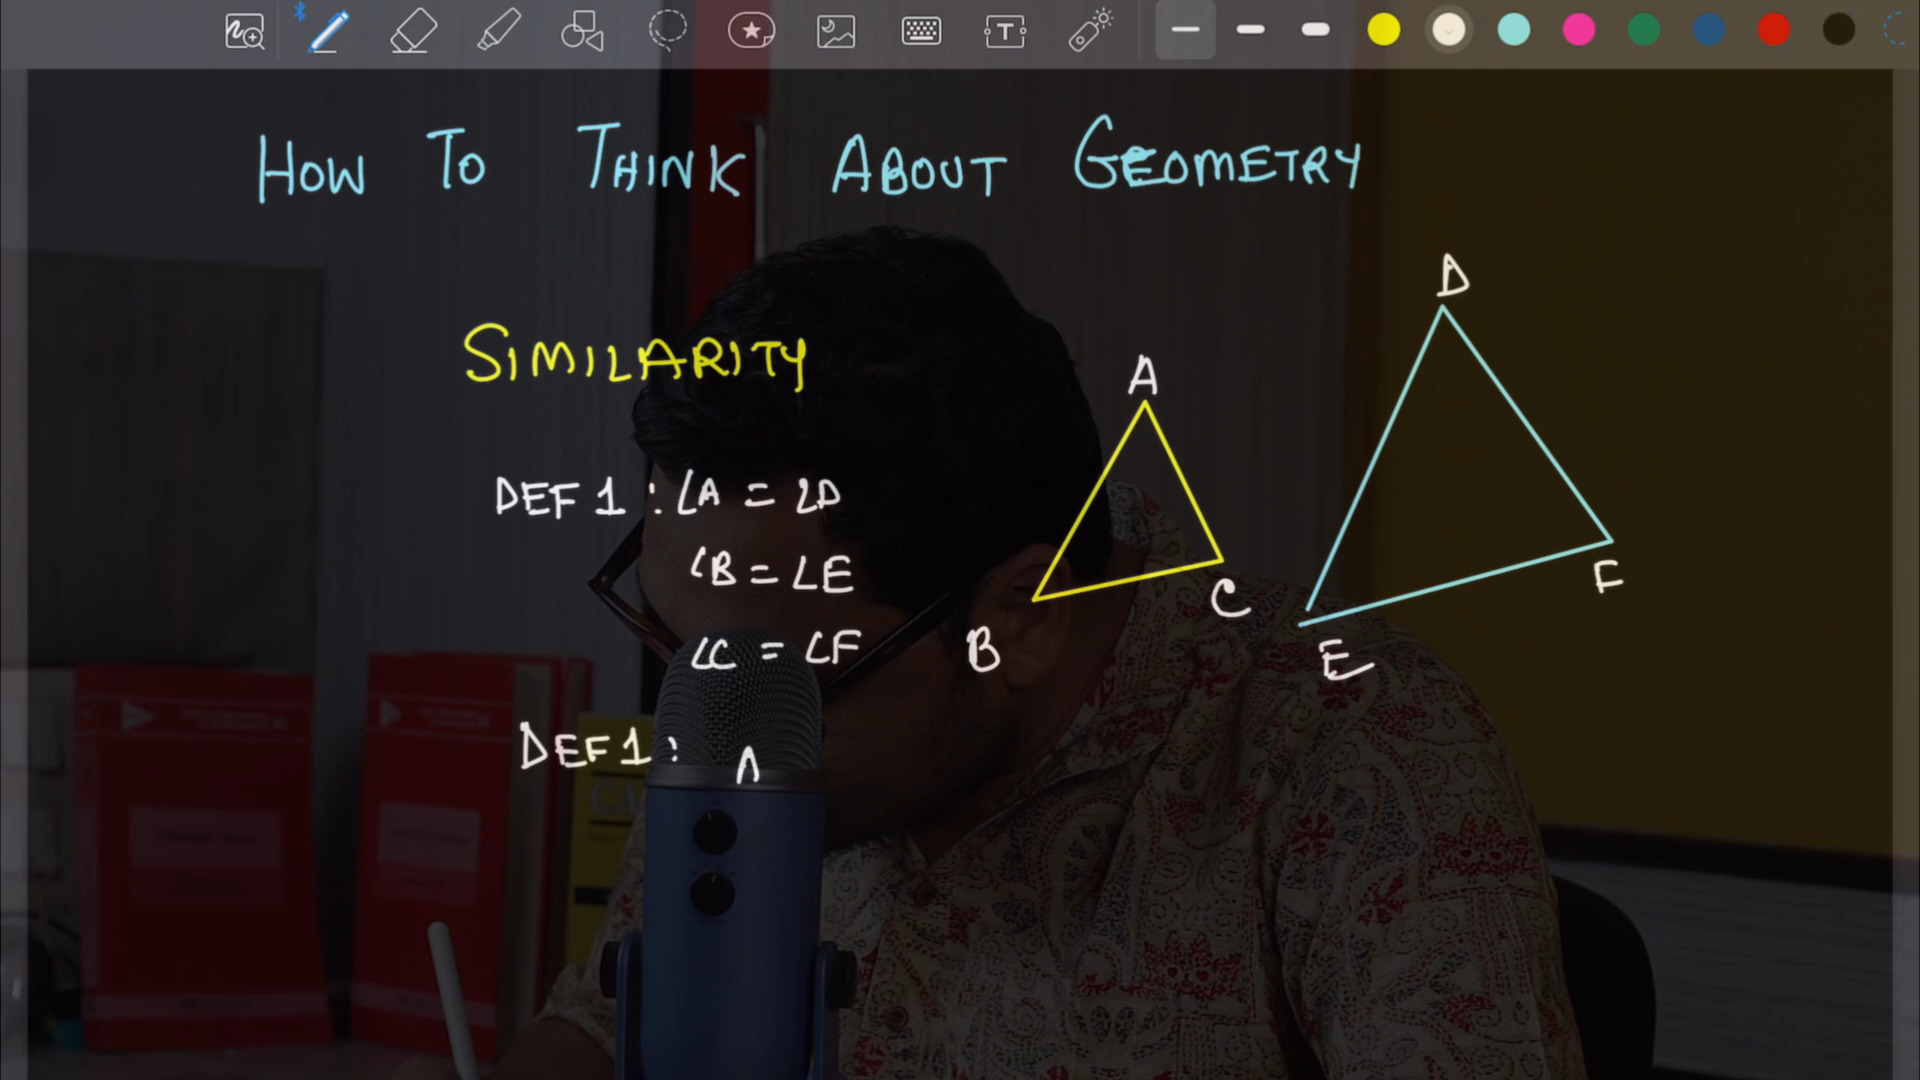 HOW TO THINK ABOUT GEOMETRY
SIMILARITY
DEF 1 : ∠A = ∠D
∠B = ∠E
∠C = ∠F
DEF 1 :
A
B
C
D
E
F